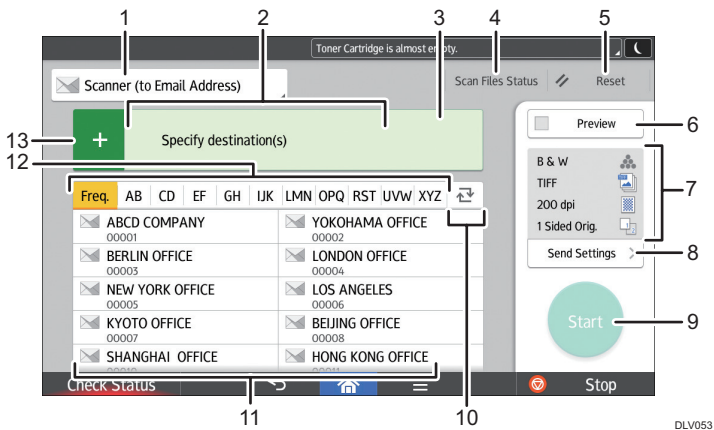 1 2 3 4 5
Toner Cartridge is almost empty.
Scanner (to Email Address)
Scan Files Status Reset
13 + Specify destination(s)
Preview 6
12
Freq. AB CD EF GH IJK LMN OPQ RST UVW XYZ
B & W
TIFF
200 dpi
1 Sided Orig.
7
ABCD COMPANY YOKOHAMA OFFICE
00001 00002
BERLIN OFFICE LONDON OFFICE
00003 00004
NEW YORK OFFICE LOS ANGELES
00005 00006
KYOTO OFFICE BEIJING OFFICE
00007 00008
SHANGHAI OFFICE HONG KONG OFFICE
Send Settings 8
Start 9
Check Status Stop
11 10
DLV053